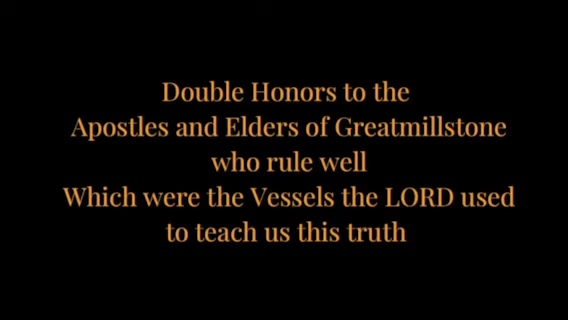 Double Honors to the
Apostles and Elders of Greatmillstone
who rule well
Which were the Vessels the LORD used
to teach us this truth